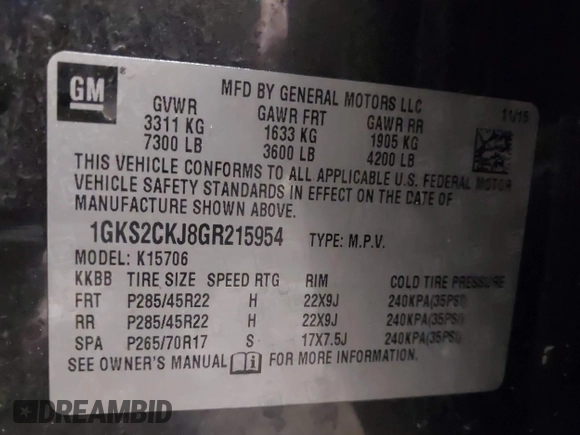 GM ®
MFD BY GENERAL MOTORS LLC
11/15
GVWR GAWR FRT GAWR RR
3311 KG 1633 KG 1905 KG
7300 LB 3600 LB 4200 LB
THIS VEHICLE CONFORMS TO ALL APPLICABLE U.S. FEDERAL MOTOR
VEHICLE SAFETY STANDARDS IN EFFECT ON THE DATE OF
MANUFACTURE SHOWN ABOVE.
1GKS2CKJ8GR215954 TYPE: M.P.V.
MODEL: K15706
KKBB TIRE SIZE SPEED RTG RIM COLD TIRE PRESSURE
FRT P285/45R22 H 22X9J 240KPA(35PSI)
RR P285/45R22 H 22X9J 240KPA(35PSI)
SPA P265/70R17 S 17X7.5J 240KPA(35PSI)
SEE OWNER'S MANUAL i FOR MORE INFORMATION.
DREAMBID